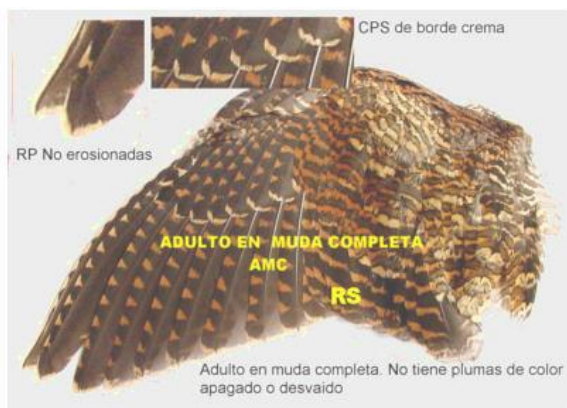 CPS de borde crema
RP No erosionadas
ADULTO EN MUDA COMPLETA
AMC
RS
Adulto en muda completa. No tiene plumas de color
apagado o desvaido